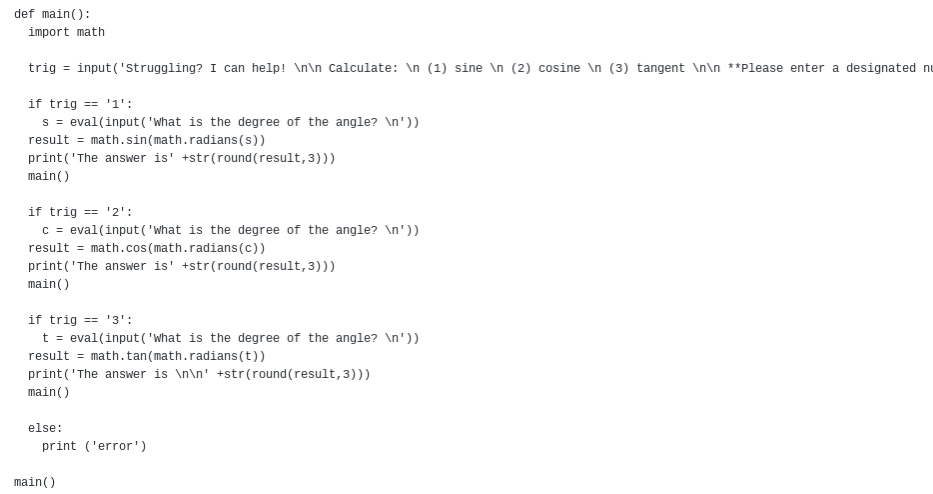 def main():
  import math
  trig = input('Struggling? I can help! \n\n Calculate: \n (1) sine \n (2) cosine \n (3) tangent \n\n **Please enter a designated
  if trig == '1':
    s = eval(input('What is the degree of the angle? \n'))
  result = math.sin(math.radians(s))
  print('The answer is' +str(round(result,3)))
  main()
  if trig == '2':
    c = eval(input('What is the degree of the angle? \n'))
  result = math.cos(math.radians(c))
  print('The answer is' +str(round(result,3)))
  main()
  if trig == '3':
    t = eval(input('What is the degree of the angle? \n'))
  result = math.tan(math.radians(t))
  print('The answer is \n\n' +str(round(result,3)))
  main()
  else:
    print ('error')
main()